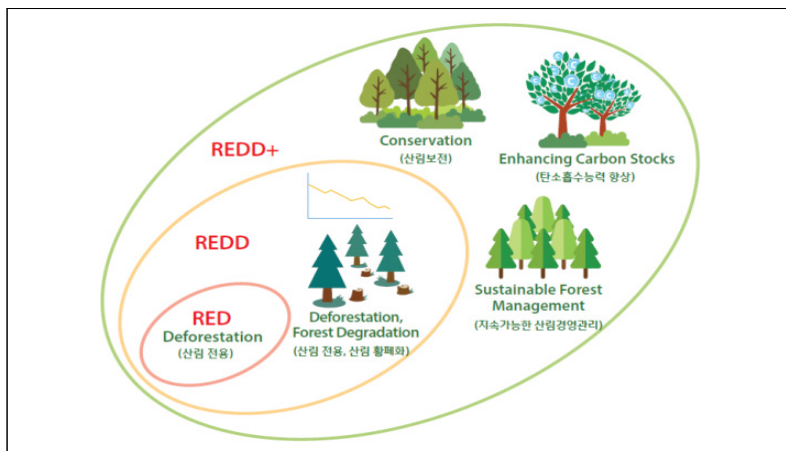 Conservation
(산림보전)
Enhancing Carbon Stocks
(탄소흡수능력 향상)
REDD+
REDD
Sustainable Forest
Management
(지속가능한 산림경영관리)
RED
Deforestation
(산림 전용)
Deforestation,
Forest Degradation
(산림 전용, 산림 황폐화)